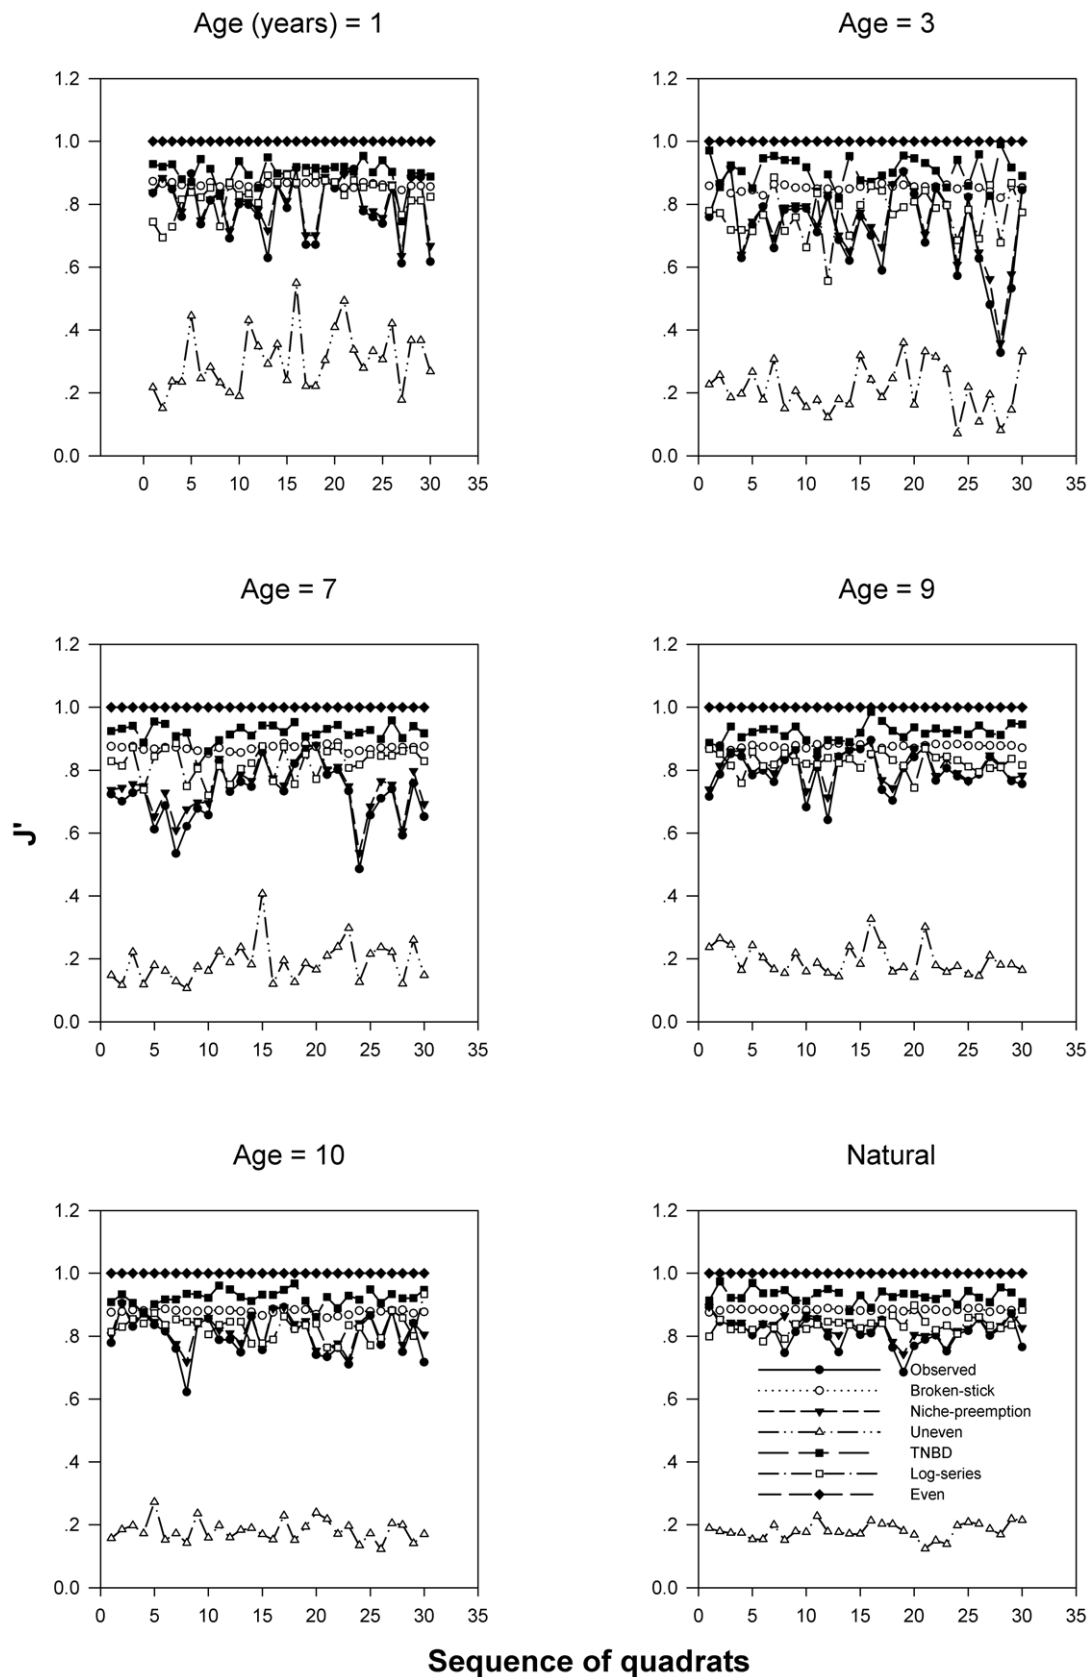 Age (years) = 1
1.2
1.0
.8
.6
.4
.2
0.0
0 5 10 15 20 25 30 35
Age = 3
1.2
1.0
.8
.6
.4
.2
0.0
0 5 10 15 20 25 30 35
Age = 7
1.2
1.0
.8
.6
.4
.2
0.0
0 5 10 15 20 25 30 35
Age = 9
1.2
1.0
.8
.6
.4
.2
0.0
0 5 10 15 20 25 30 35
J'
Age = 10
1.2
1.0
.8
.6
.4
.2
0.0
0 5 10 15 20 25 30 35
Natural
1.2
1.0
.8
.6
.4
.2
0.0
0 5 10 15 20 25 30 35
Observed
Broken-stick
Niche-preemption
Uneven
TNBD
Log-series
Even
Sequence of quadrats